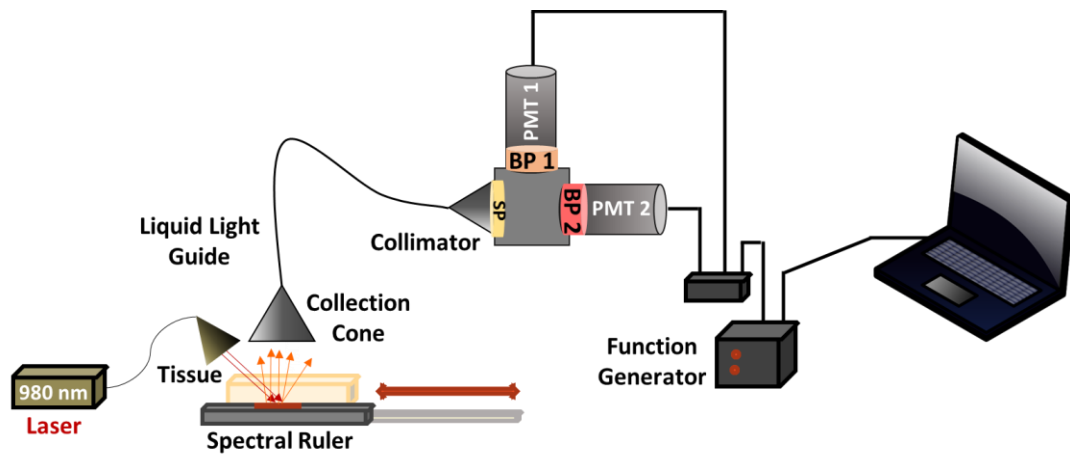 PMT 1
BP 1
SP
BP 2
PMT 2
Collimator
Liquid Light
Guide
Collection
Cone
Tissue
980 nm
Laser
Spectral Ruler
Function
Generator